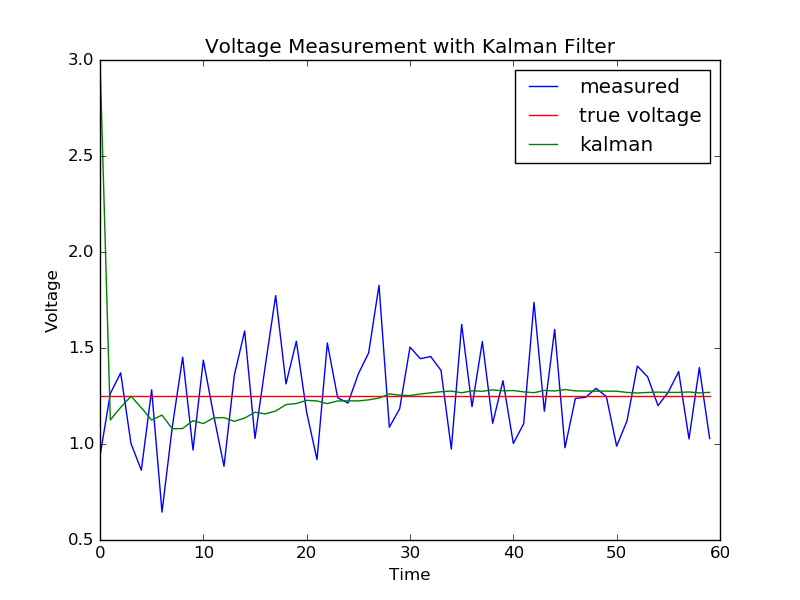 Voltage Measurement with Kalman Filter
3.0
2.5
2.0
1.5
1.0
0.5
Voltage
measured
true voltage
kalman
0 10 20 30 40 50 60
Time